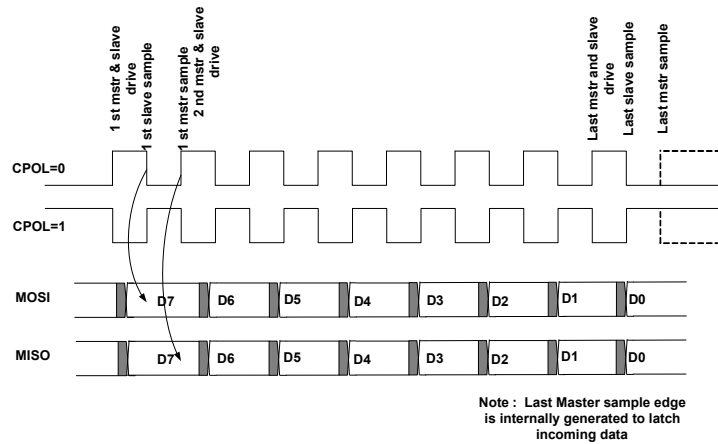 1 st mstr & slave
drive
1 st slave sample
1 st mstr sample
2 nd mstr & slave
drive
Last mstr and slave
drive
Last slave sample
Last mstr sample
CPOL=0
CPOL=1
MOSI
D7
D6
D5
D4
D3
D2
D1
D0
MISO
D7
D6
D5
D4
D3
D2
D1
D0
Note : Last Master sample edge
is internally generated to latch
incoming data